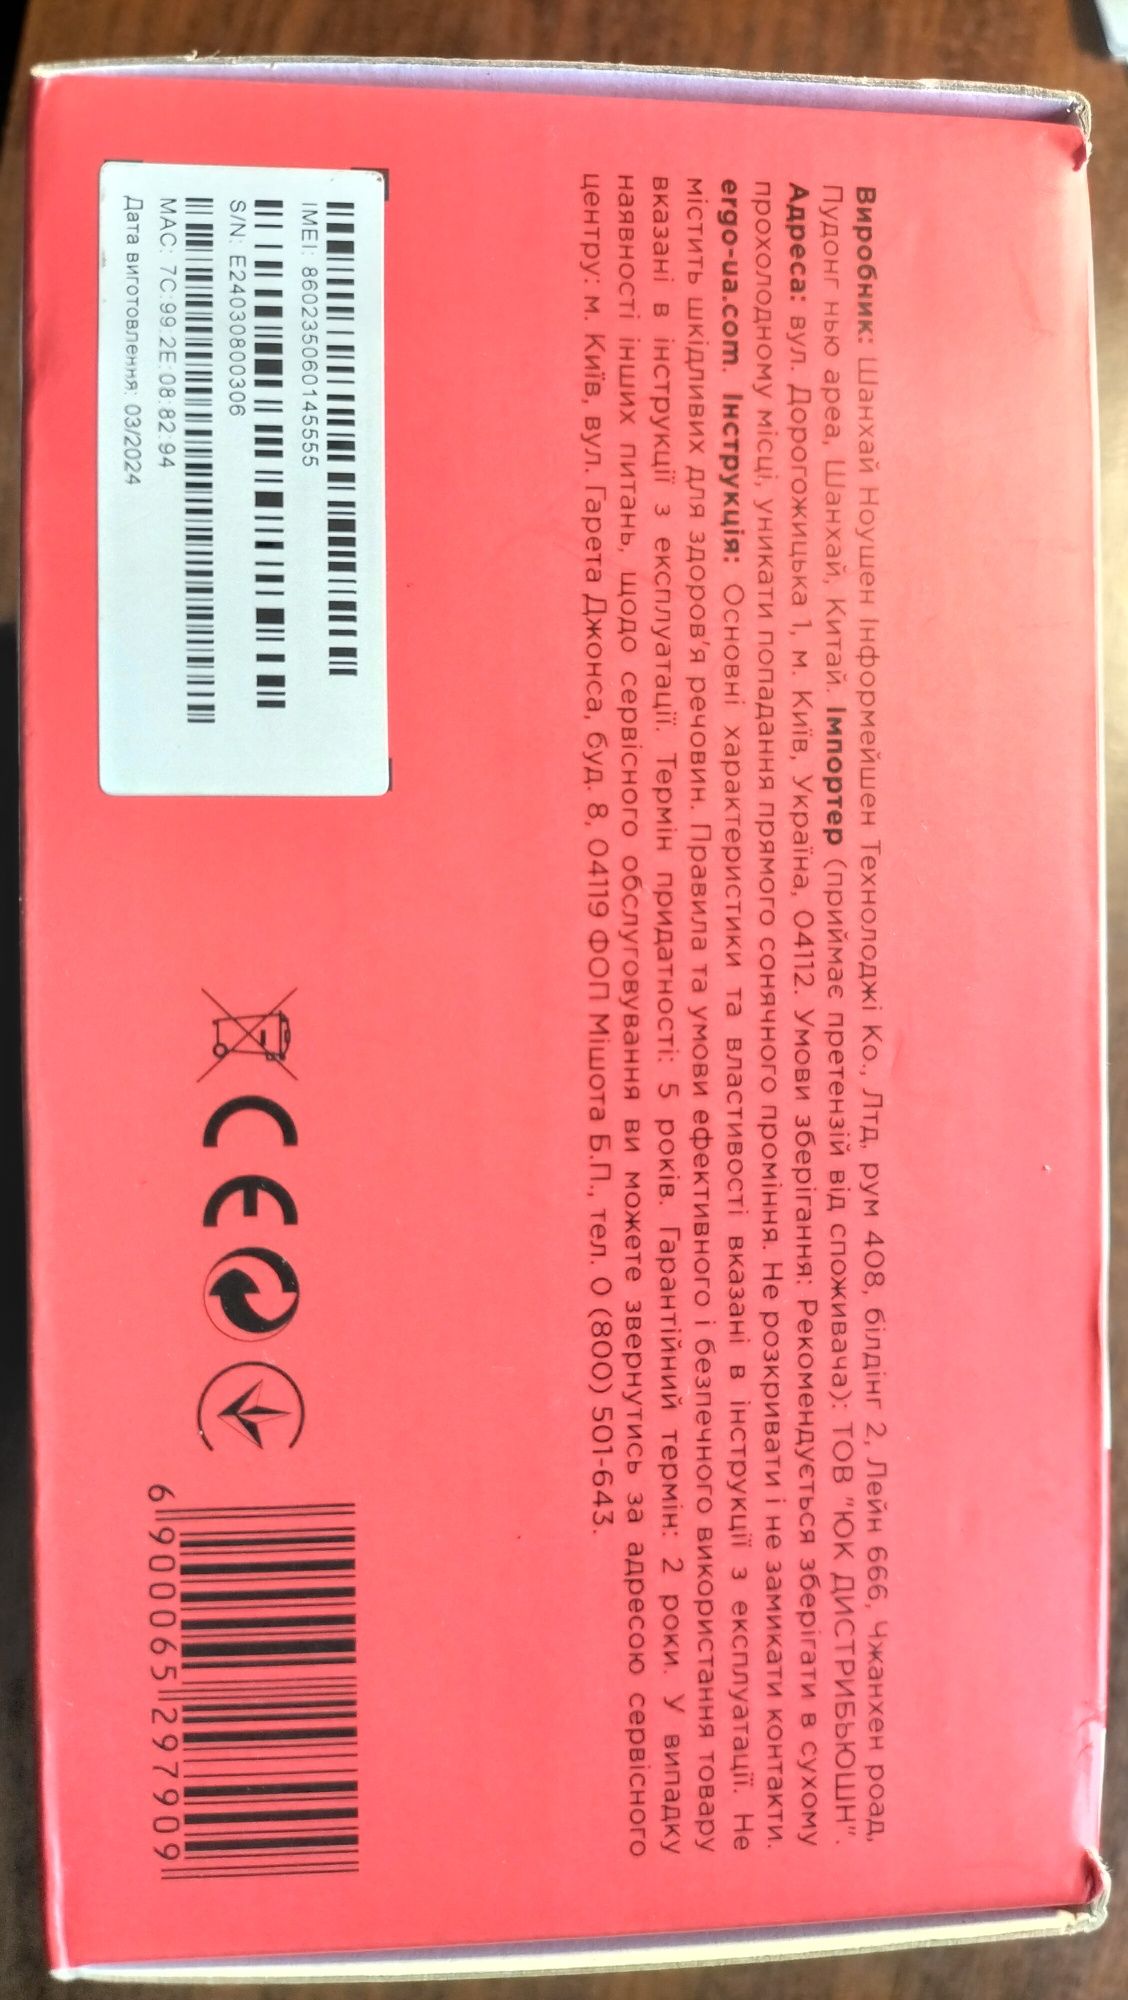 Виробник: Шанхай Ноушен Інформейшен Технолоджі Ко., Лтд, рум 408, білдінг 2, Лейн 666, Чжанхен роад,
Пудонг нью ареа, Шанхай, Китай. Імпортер (приймає претензій від споживача): ТОВ "ЮК ДИСТРИБЬЮШН".
Адреса: вул. Дорогожицька 1, м. Київ, Україна, 04112. Умови зберігання: Рекомендується зберігати в сухому
прохолодному місці, уникати попадання прямого сонячного проміння. Не розкривати і не замикати контакти.
ergo-ua.com. Інструкція: Основні характеристики та властивості вказані в інструкції з експлуатації. Не
містить шкідливих для здоров'я речовин. Правила та умови ефективного і безпечного використання товару
вказані в інструкції з експлуатації. Термін придатності: 5 років. Гарантійний термін: 2 роки. У випадку
наявності інших питань, щодо сервісного обслуговування ви можете звернутись за адресою сервісного
центру: м. Київ, вул. Гарета Джонса, буд. 8, 04119 ФОП Мішота Б.П., тел. 0 (800) 501-643.
IMEI: 860235060145555
S/N: E24030800306
MAC: 7C:99:2E:08:82:94
Дата виготовлення: 03/2024
CE
6 900065 297909